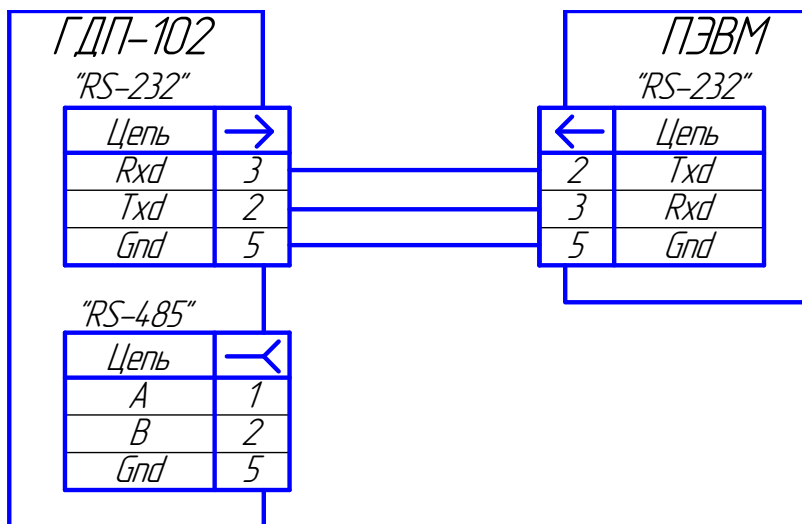 ГДП-102
"RS-232"
Цепь
Rxd 3
Txd 2
Gnd 5
"RS-485"
Цепь
A 1
B 2
Gnd 5
ПЭВМ
"RS-232"
Цепь
2 Txd
3 Rxd
5 Gnd